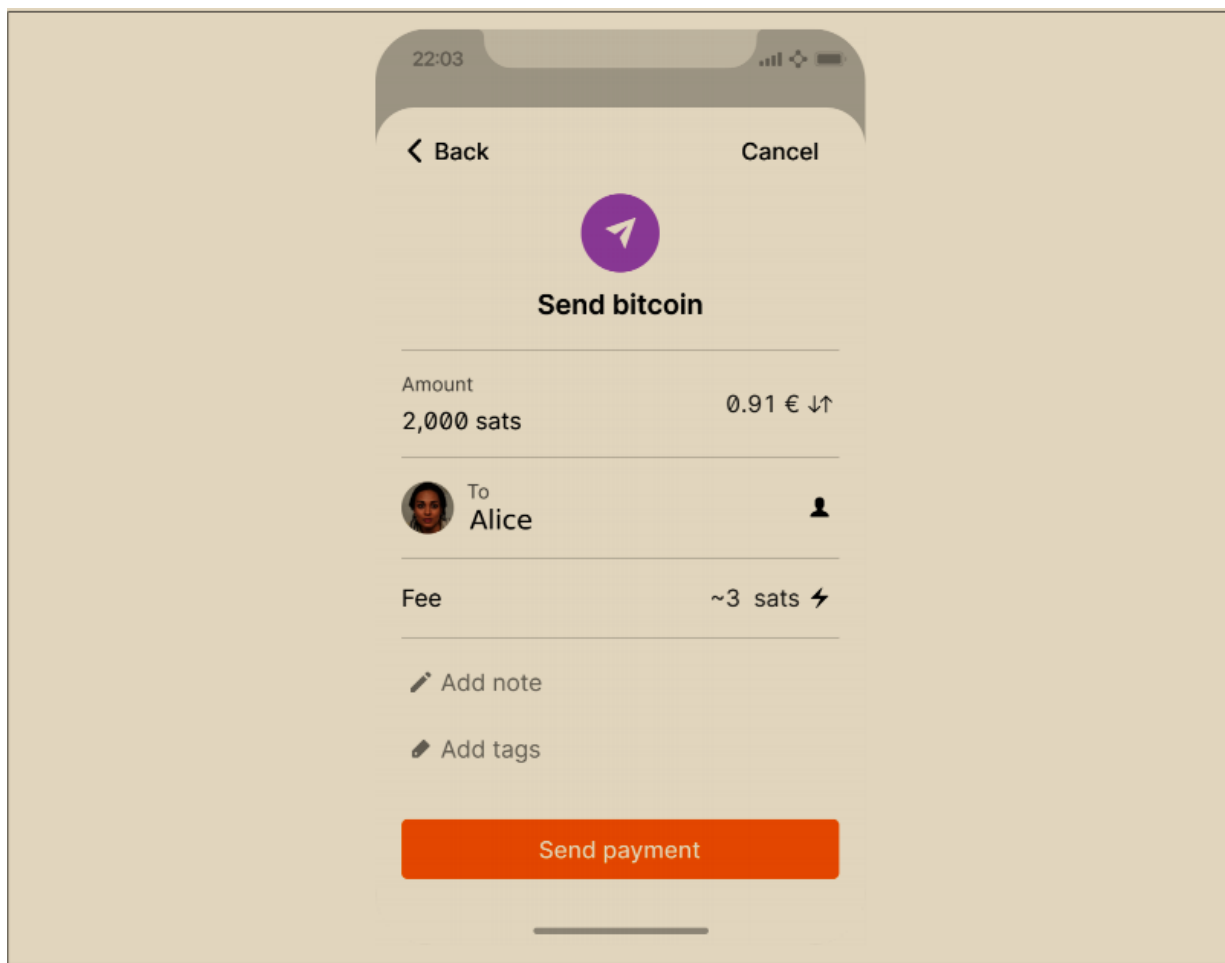 22:03
Back
Cancel
Send bitcoin
Amount
2,000 sats
0.91 € ↓↑
To
Alice
Fee
~3 sats
Add note
Add tags
Send payment